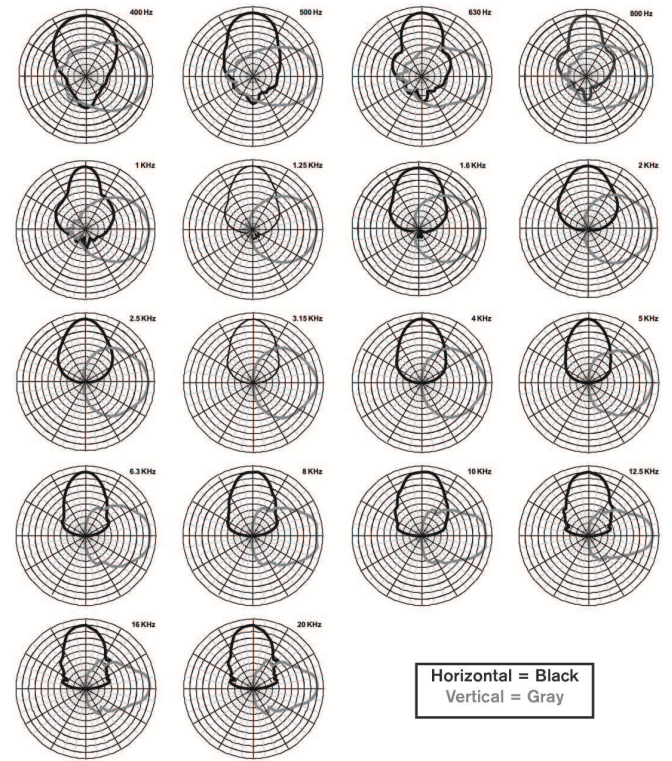 400 KHz
500 KHz
630 Hz
800 Hz
1 KHz
1.25 KHz
1.6 KHz
2 KHz
2.5 KHz
3.15 KHz
4 KHz
5 KHz
6.3 KHz
8 KHz
10 KHz
12.5 KHz
16 KHz
20 KHz
Horizontal = Black
Vertical = Gray